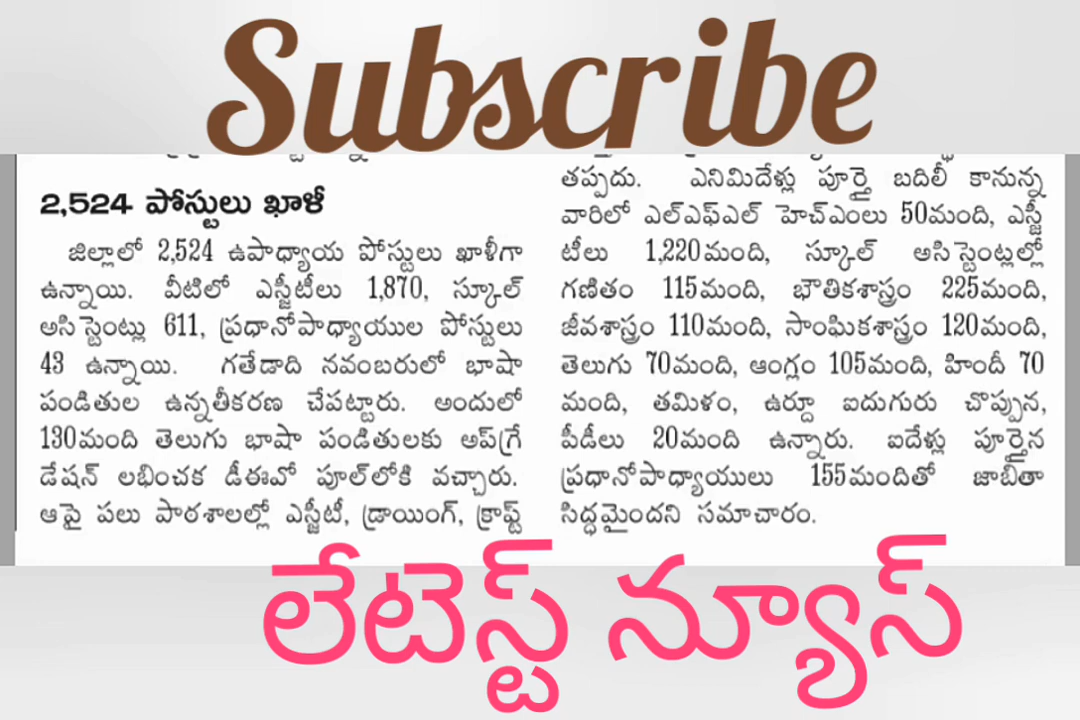 Subscribe
2,524 పోస్టులు ఖాళీ
జిల్లాలో 2,524 ఉపాధ్యాయ పోస్టులు ఖాళీగా
ఉన్నాయి. వీటిలో ఎస్జీటీలు 1,870, స్కూల్
అసిస్టెంట్లు 611, ప్రధానోపాధ్యాయుల పోస్టులు
43 ఉన్నాయి. గతేడాది నవంబరులో భాషా
పండితుల ఉన్నతీకరణ చేపట్టారు. అందులో
130మంది తెలుగు భాషా పండితులకు అప్‌గ్రే
డేషన్ లభించక డీఈవో పూల్‌లోకి వచ్చారు.
ఆపై పలు పాఠశాలల్లో ఎస్జీటీ, డ్రాయింగ్, క్రాఫ్ట్
తప్పదు. ఎనిమిదేళ్లు పూర్తై బదిలీ కానున్న
వారిలో ఎల్ఎఫ్ఎల్ హెచ్ఎంలు 50మంది, ఎస్జీ
టీలు 1,220మంది, స్కూల్ అసిస్టెంట్లల్లో
గణితం 115మంది, భౌతికశాస్త్రం 225మంది,
జీవశాస్త్రం 110మంది, సాంఘికశాస్త్రం 120మంది,
తెలుగు 70మంది, ఆంగ్లం 105మంది, హిందీ 70
మంది, తమిళం, ఉర్దూ ఐదుగురు చొప్పున,
పీడీలు 20మంది ఉన్నారు. ఐదేళ్లు పూర్తైన
ప్రధానోపాధ్యాయులు 155మందితో జాబితా
సిద్ధమైందని సమాచారం.
లేటెస్ట్ న్యూస్